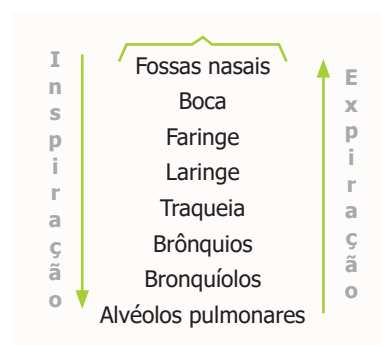 Inspiração
Fossas nasais
Boca
Faringe
Laringe
Traqueia
Brônquios
Bronquíolos
Alvéolos pulmonares
Expiração